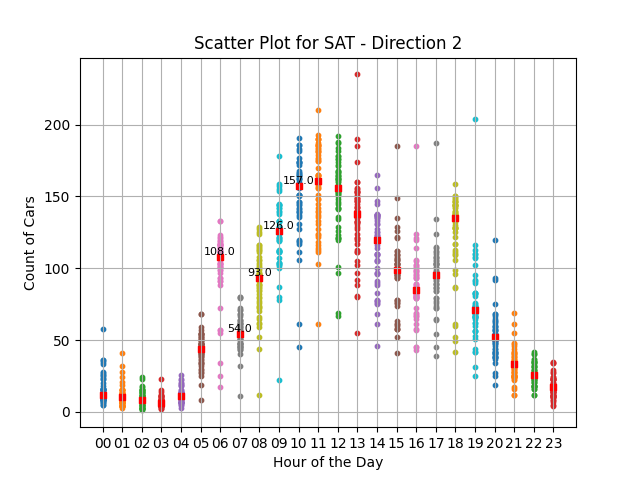 Scatter Plot for SAT - Direction 2
Count of Cars
200
150
100
50
0
157.0
126.0
108.0
93.0
54.0
00 01 02 03 04 05 06 07 08 09 10 11 12 13 14 15 16 17 18 19 20 21 22 23
Hour of the Day